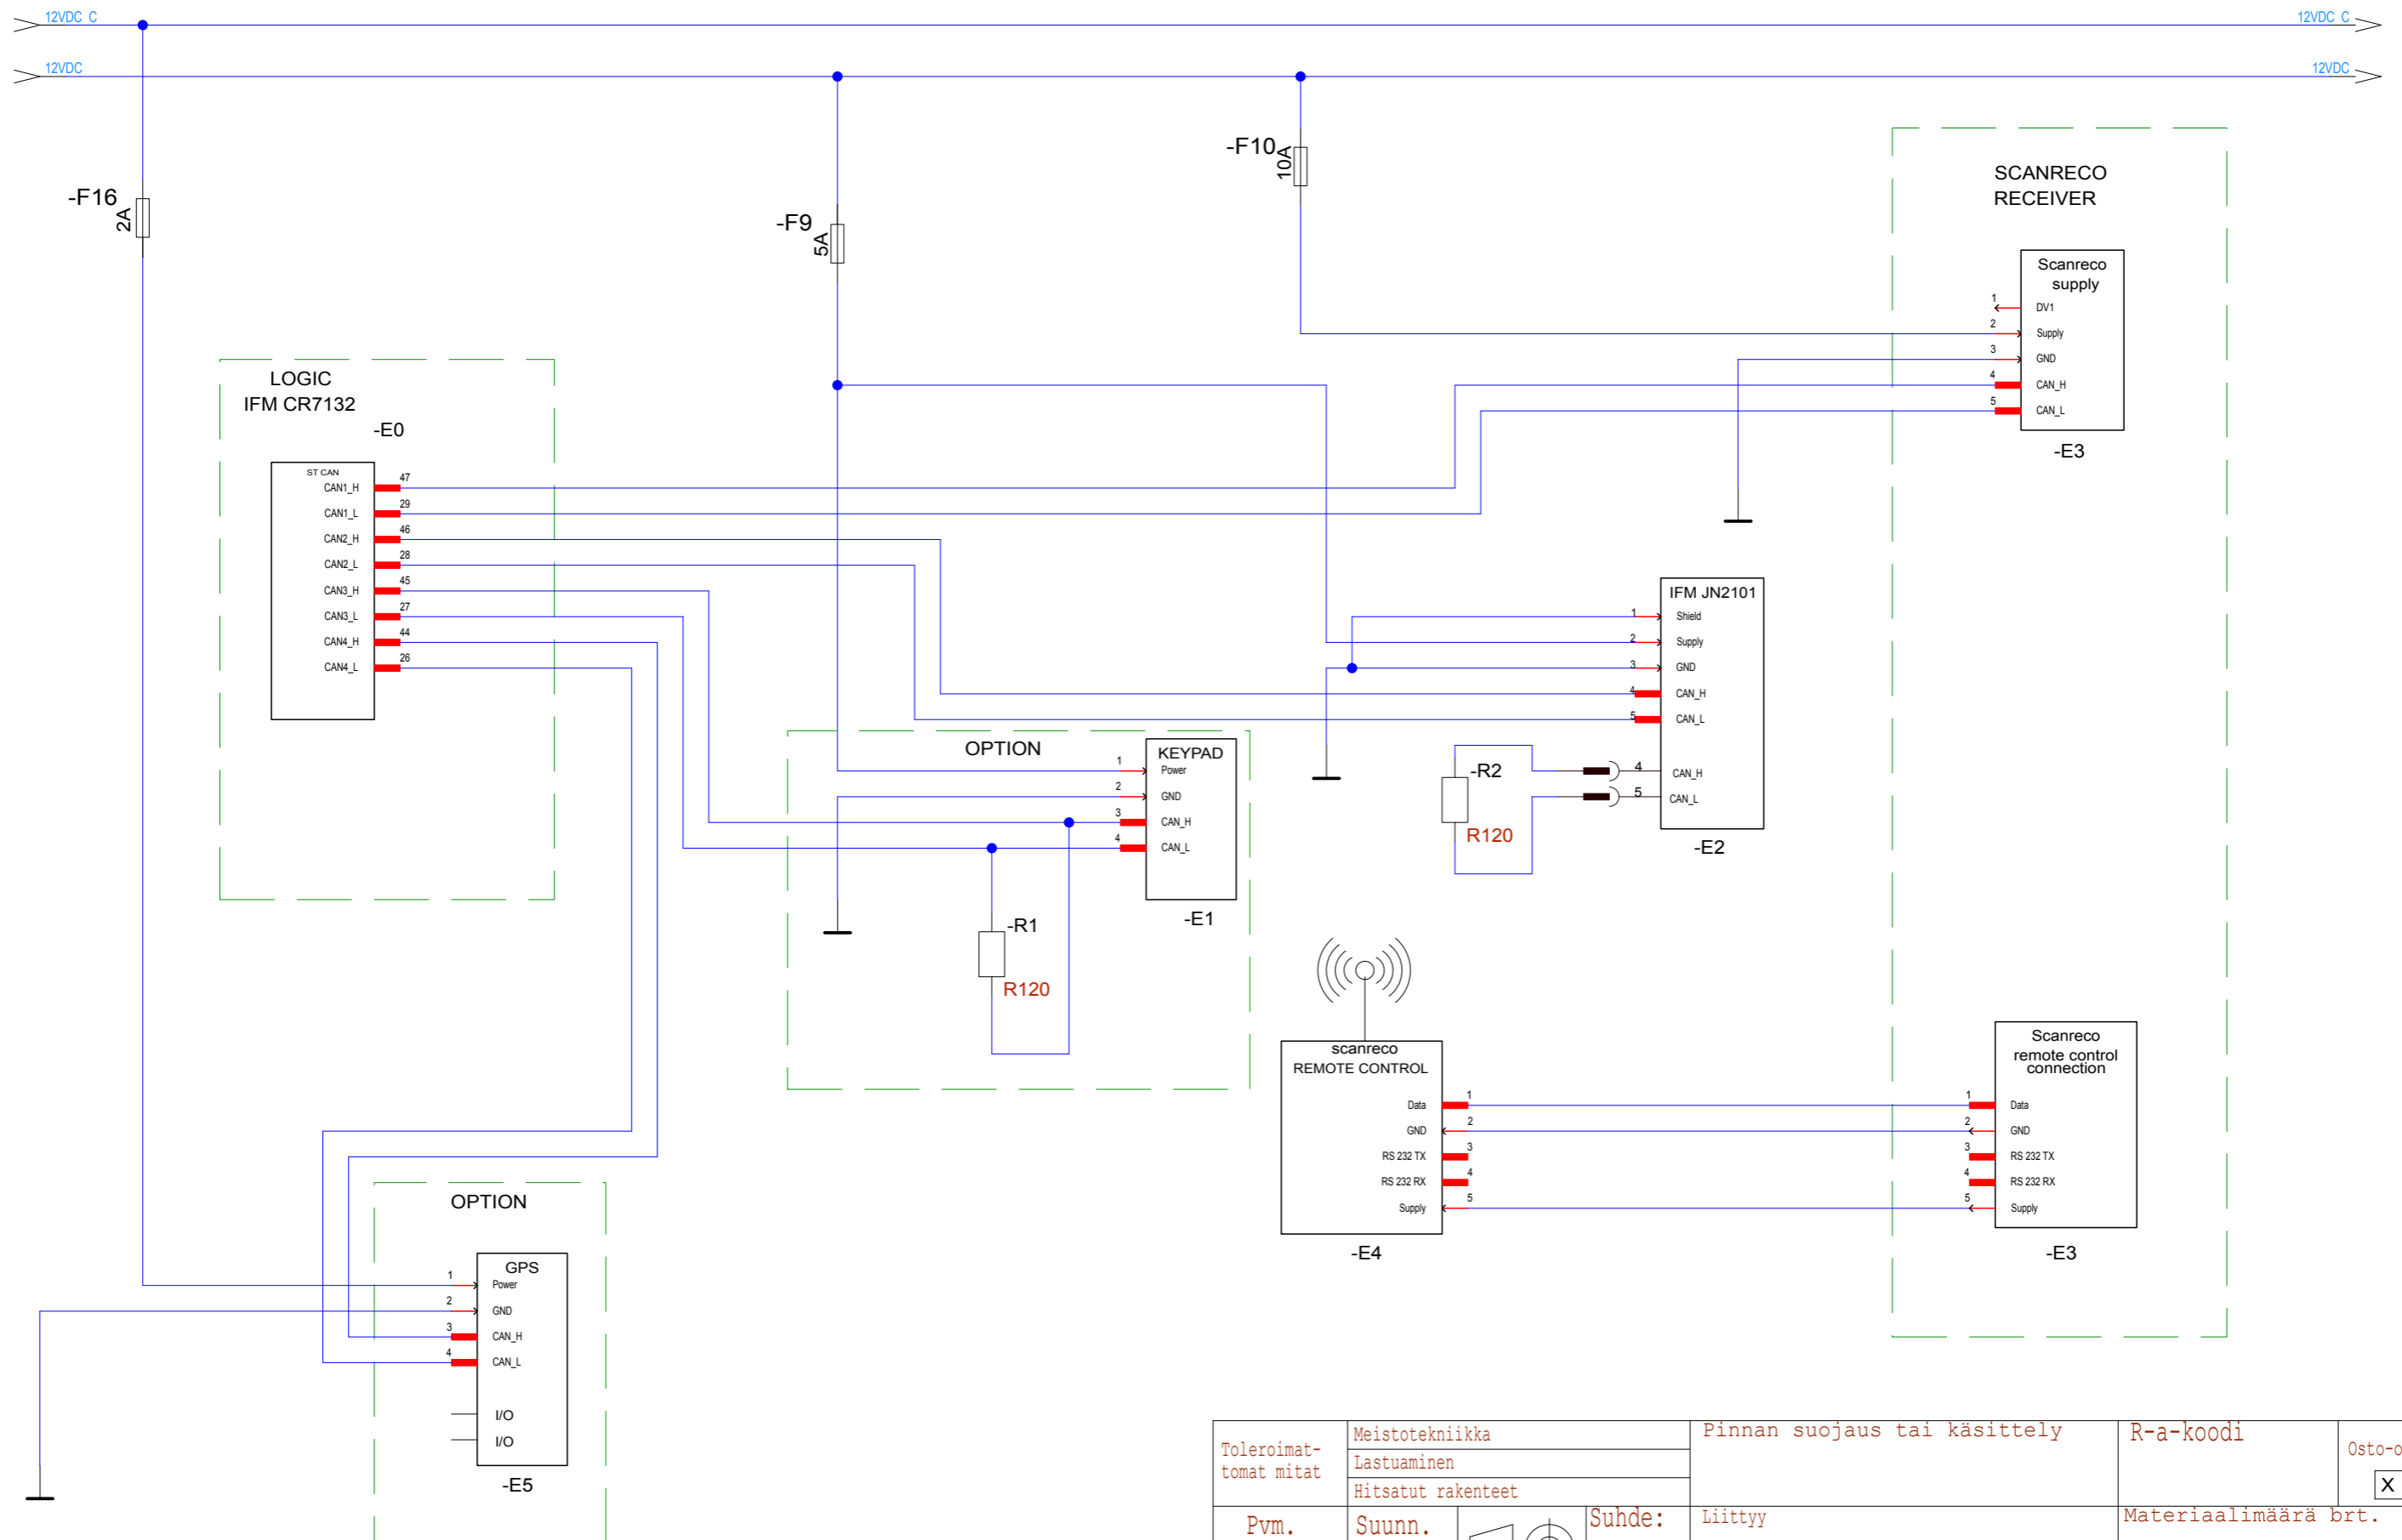 12VDC C
12VDC C
12VDC
12VDC
-F16
2A
-F9
5A
-F10
10A
SCANRECO
RECEIVER
Scanreco
supply
1 DV1
2 Supply
3 GND
4 CAN_H
5 CAN_L
-E3
LOGIC
IFM CR7132
-E0
ST CAN
CAN1_H 47
CAN1_L 29
CAN2_H 46
CAN2_L 28
CAN3_H 45
CAN3_L 27
CAN4_H 44
CAN4_L 26
IFM JN2101
1 Shield
2 Supply
3 GND
4 CAN_H
5 CAN_L
4 CAN_H
5 CAN_L
-E2
-R2
R120
OPTION
KEYPAD
1 Power
2 GND
3 CAN_H
4 CAN_L
-E1
-R1
R120
scanreco
REMOTE CONTROL
Data 1
GND 2
RS 232 TX 3
RS 232 RX 4
Supply 5
-E4
Scanreco
remote control
connection
1 Data
2 GND
3 RS 232 TX
4 RS 232 RX
5 Supply
-E3
OPTION
GPS
1 Power
2 GND
3 CAN_H
4 CAN_L
I/O
I/O
-E5
Toleroimat-
tomat mitat
Meistotekniikka
Lastuaminen
Hitsatut rakenteet
Pinnan suojaus tai käsittely
R-a-koodi
Osto-o
X
Pvm.
Suunn.
Suhde:
Liittyy
Materiaalimäärä brt.